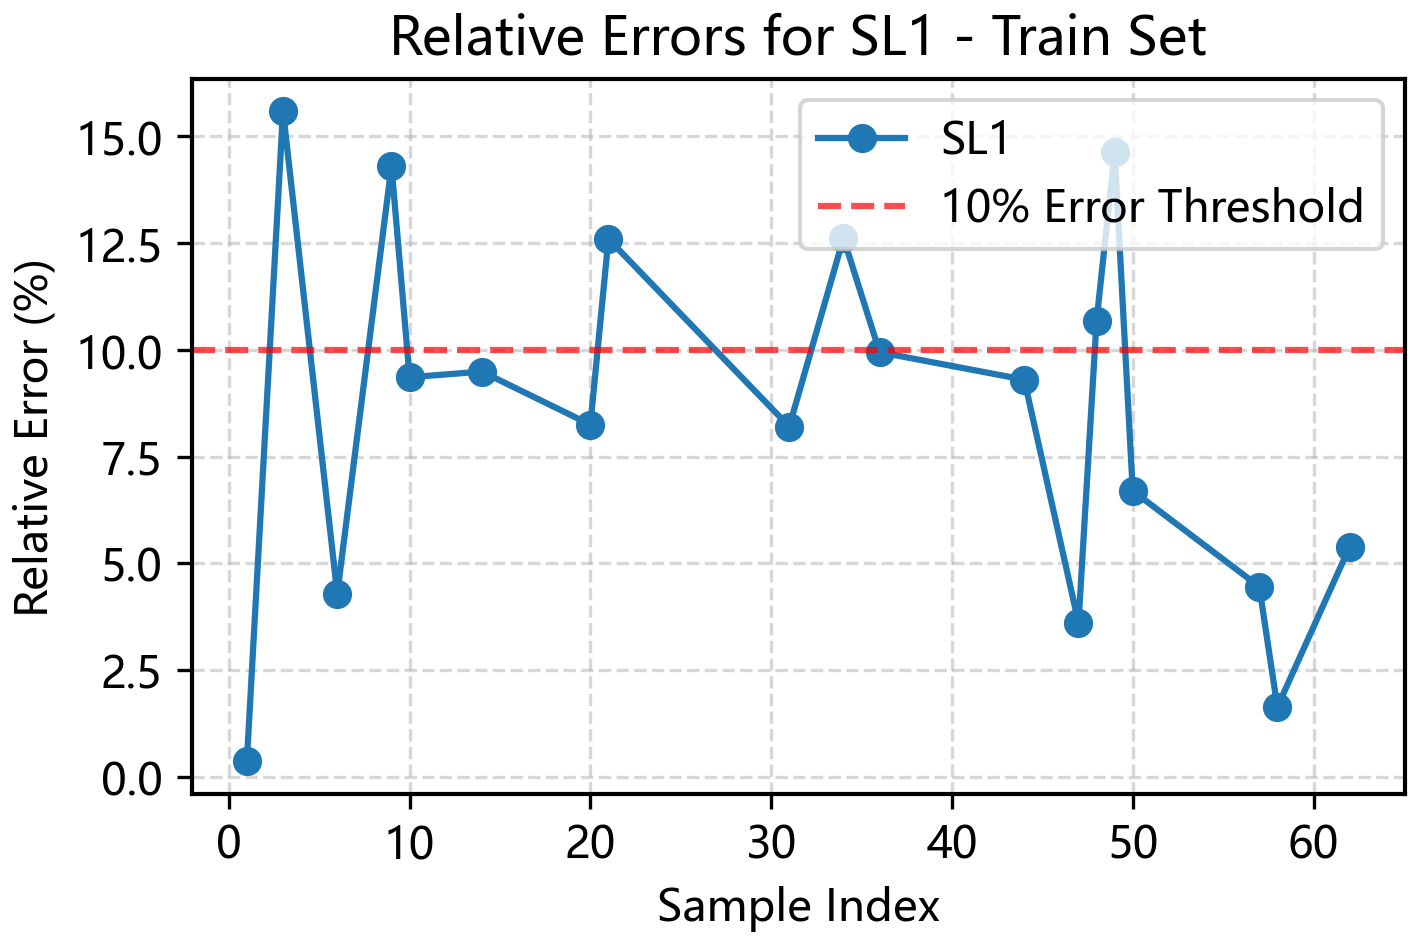 Relative Errors for SL1 - Train Set
SL1
10% Error Threshold
Relative Error (%)
15.0
12.5
10.0
7.5
5.0
2.5
0.0
0 10 20 30 40 50 60
Sample Index